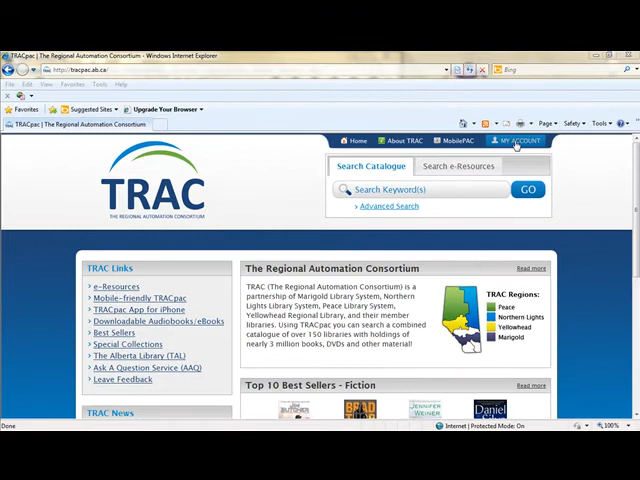 TRACpac | The Regional Automation Consortium - Windows Internet Explorer
http://tracpac.ab.ca/
Bing
File Edit View Favorites Tools Help
x
Favorites Suggested Sites Upgrade Your Browser
TRACpac | The Regional Automation Consortium
Page Safety Tools
Home About TRAC MobilePAC MY ACCOUNT
Search Catalogue Search e-Resources
Search Keyword(s) GO
Advanced Search
TRAC
THE REGIONAL AUTOMATION CONSORTIUM
TRAC Links
e-Resources
Mobile-friendly TRACpac
TRACpac App for iPhone
Downloadable Audiobooks/eBooks
Best Sellers
Special Collections
The Alberta Library (TAL)
Ask A Question Service (AAQ)
Leave Feedback
TRAC News
The Regional Automation Consortium Read more
TRAC (The Regional Automation Consortium) is a
partnership of Marigold Library System, Northern
Lights Library System, Peace Library System,
Yellowhead Regional Library, and their member
libraries. Using TRACpac you can search a combined
catalogue of over 150 libraries with holdings of
nearly 3 million books, DVDs and other material!
TRAC Regions:
Peace
Northern Lights
Yellowhead
Marigold
Top 10 Best Sellers - Fiction Read more
JIM
BUTCHER
BRAD
JENNIFER
WEINER
Daniel
Done Internet | Protected Mode: On 100%